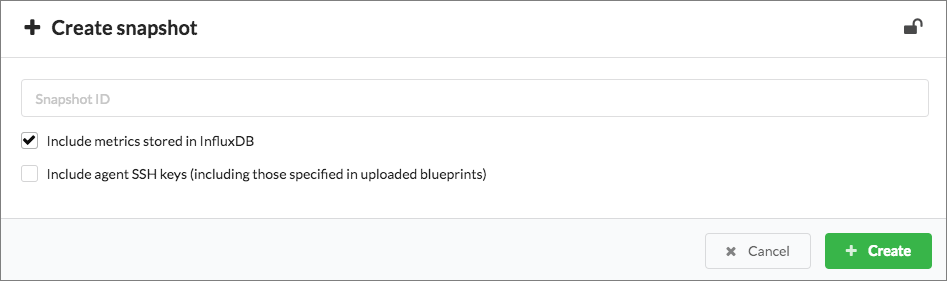 Create snapshot
Snapshot ID
Include metrics stored in InfluxDB
Include agent SSH keys (including those specified in uploaded blueprints)
Cancel
Create